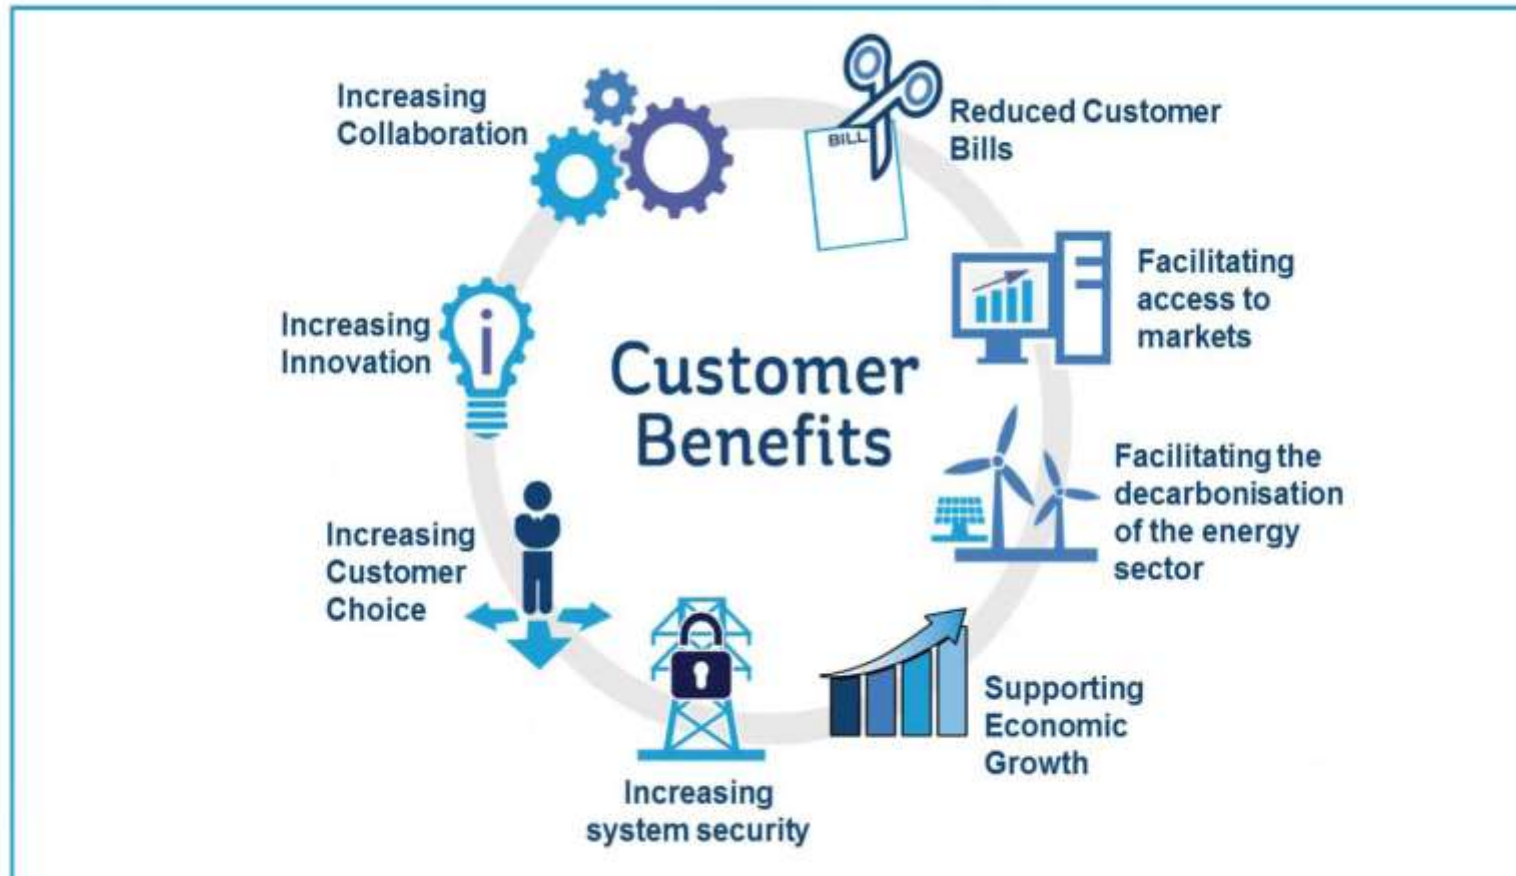 Increasing
Collaboration
BILL
Reduced Customer
Bills
Facilitating
access to
markets
Increasing
Innovation
i
Customer
Benefits
Facilitating the
decarbonisation
of the energy
sector
Increasing
Customer
Choice
Supporting
Economic
Growth
Increasing
system security